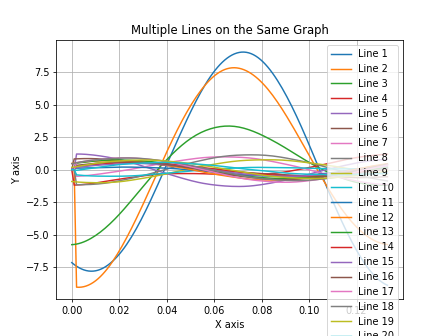 Multiple Lines on the Same Graph
Y axis
7.5
5.0
2.5
0.0
−2.5
−5.0
−7.5
0.00
0.02
0.04
0.06
0.08
0.10
X axis
Line 1
Line 2
Line 3
Line 4
Line 5
Line 6
Line 7
Line 8
Line 9
Line 10
Line 11
Line 12
Line 13
Line 14
Line 15
Line 16
Line 17
Line 18
Line 19
Line 20